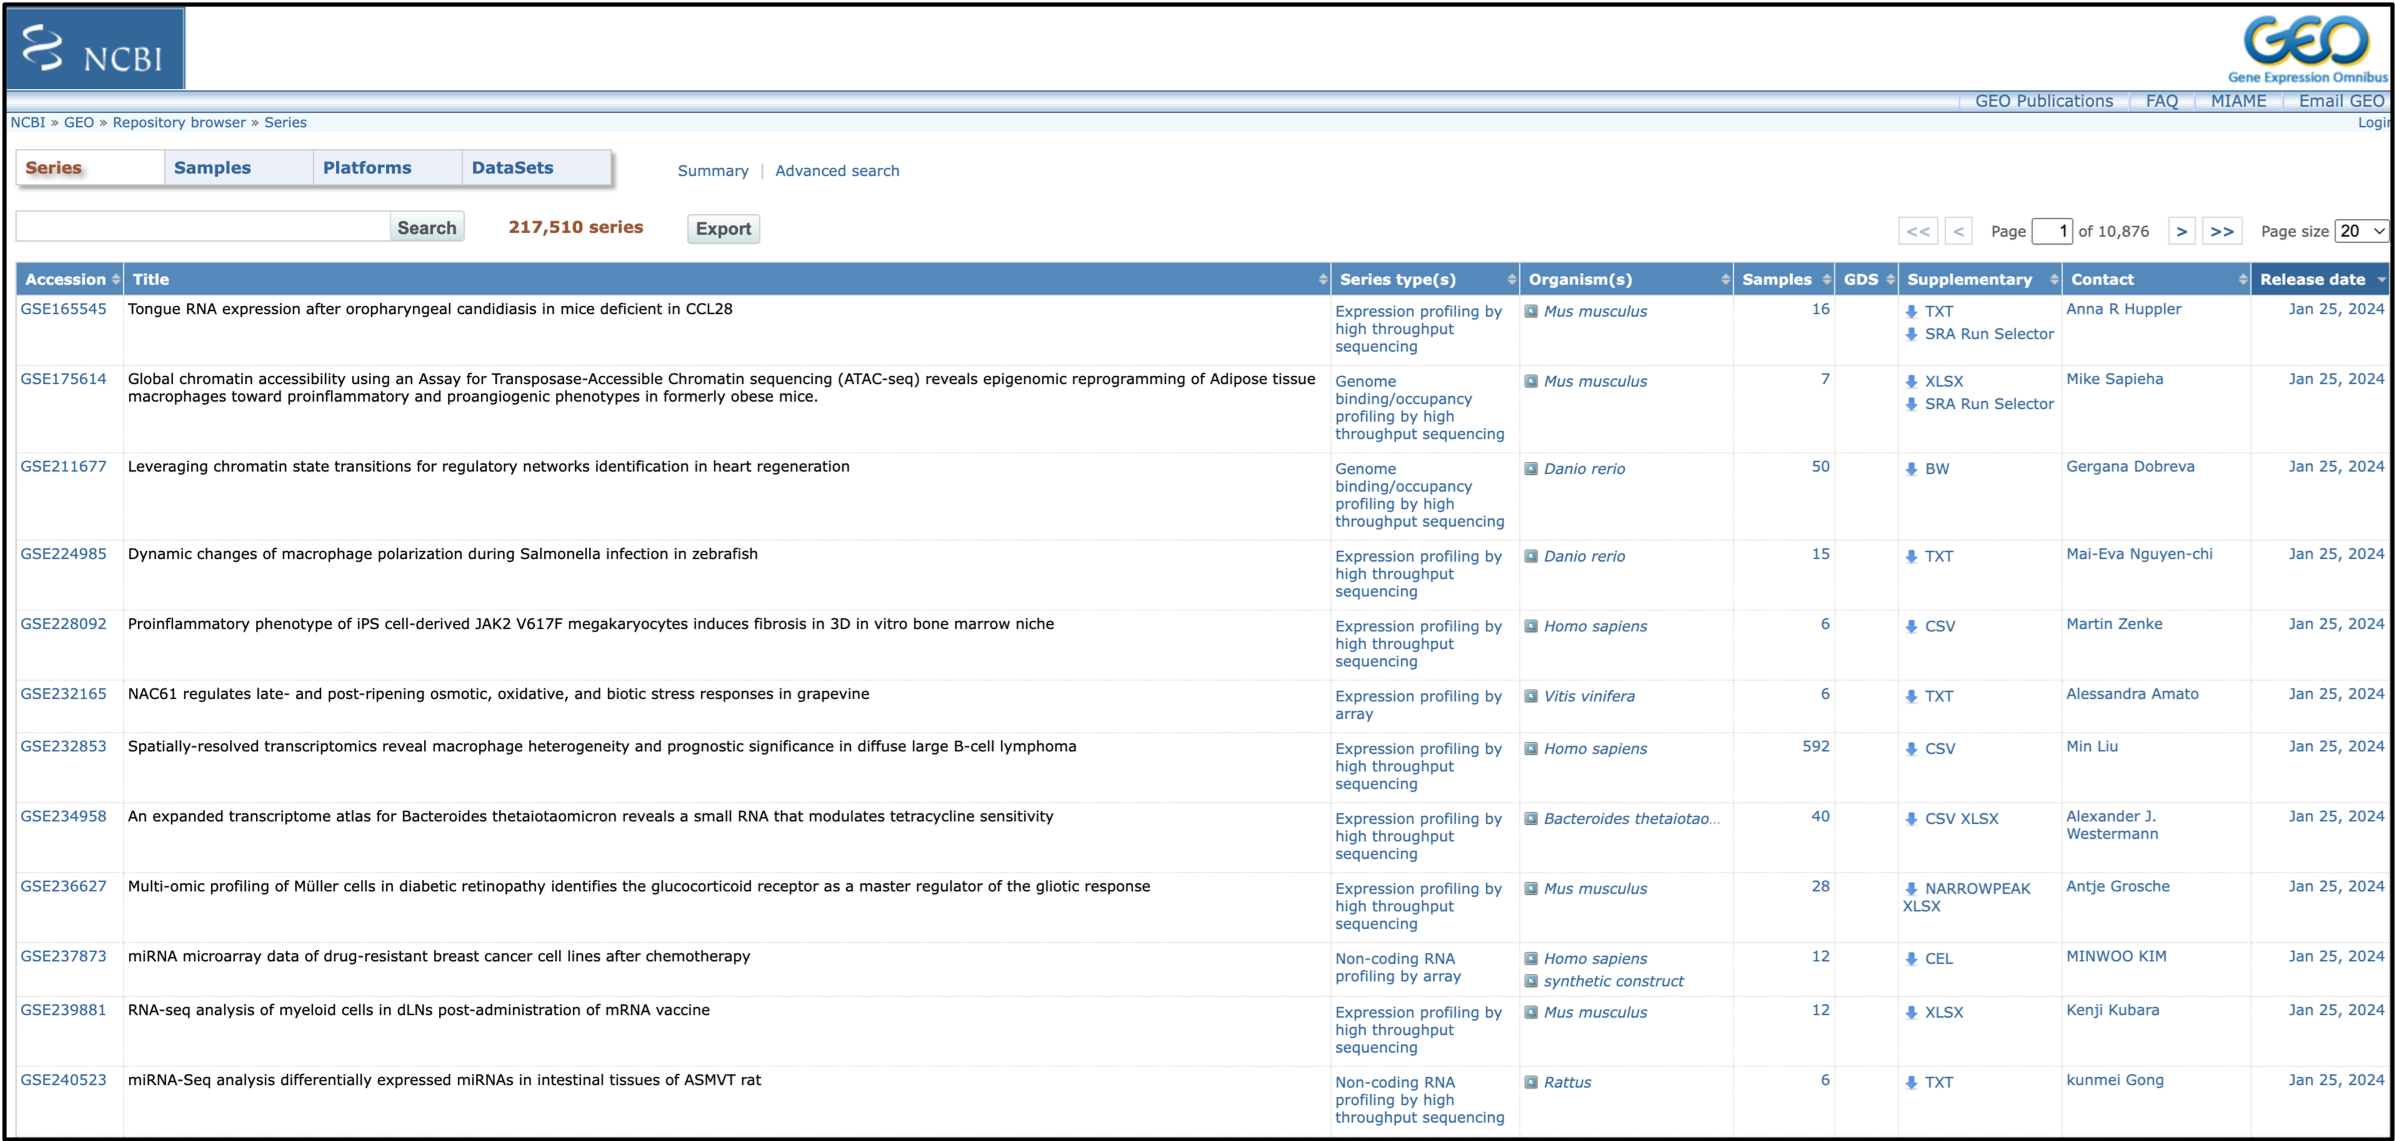 NCBI
GEO
Gene Expression Omnibus
GEO Publications FAQ MIAME Email GEO
NCBI » GEO » Repository browser » Series
Login
Series Samples Platforms DataSets Summary | Advanced search
Search 217,510 series Export << < Page 1 of 10,876 > >> Page size 20
Accession Title Series type(s) Organism(s) Samples GDS Supplementary Contact Release date
GSE165545 Tongue RNA expression after oropharyngeal candidiasis in mice deficient in CCL28 Expression profiling by Mus musculus 16 TXT Anna R Huppler Jan 25, 2024
high throughput SRA Run Selector
sequencing
GSE175614 Global chromatin accessibility using an Assay for Transposase-Accessible Chromatin sequencing (ATAC-seq) reveals epigenomic reprogramming of Adipose tissue Genome Mus musculus 7 XLSX Mike Sapieha Jan 25, 2024
macrophages toward proinflammatory and proangiogenic phenotypes in formerly obese mice. binding/occupancy SRA Run Selector
profiling by high
throughput sequencing
GSE211677 Leveraging chromatin state transitions for regulatory networks identification in heart regeneration Genome Danio rerio 50 BW Gergana Dobreva Jan 25, 2024
binding/occupancy
profiling by high
throughput sequencing
GSE224985 Dynamic changes of macrophage polarization during Salmonella infection in zebrafish Expression profiling by Danio rerio 15 TXT Mai-Eva Nguyen-chi Jan 25, 2024
high throughput
sequencing
GSE228092 Proinflammatory phenotype of iPS cell-derived JAK2 V617F megakaryocytes induces fibrosis in 3D in vitro bone marrow niche Expression profiling by Homo sapiens 6 CSV Martin Zenke Jan 25, 2024
high throughput
sequencing
GSE232165 NAC61 regulates late- and post-ripening osmotic, oxidative, and biotic stress responses in grapevine Expression profiling by Vitis vinifera 6 TXT Alessandra Amato Jan 25, 2024
array
GSE232853 Spatially-resolved transcriptomics reveal macrophage heterogeneity and prognostic significance in diffuse large B-cell lymphoma Expression profiling by Homo sapiens 592 CSV Min Liu Jan 25, 2024
high throughput
sequencing
GSE234958 An expanded transcriptome atlas for Bacteroides thetaiotaomicron reveals a small RNA that modulates tetracycline sensitivity Expression profiling by Bacteroides thetaiotao... 40 CSV XLSX Alexander J. Jan 25, 2024
high throughput Westermann
sequencing
GSE236627 Multi-omic profiling of Müller cells in diabetic retinopathy identifies the glucocorticoid receptor as a master regulator of the gliotic response Expression profiling by Mus musculus 28 NARROWPEAK Antje Grosche Jan 25, 2024
high throughput XLSX
sequencing
GSE237873 miRNA microarray data of drug-resistant breast cancer cell lines after chemotherapy Non-coding RNA Homo sapiens 12 CEL MINWOO KIM Jan 25, 2024
profiling by array synthetic construct
GSE239881 RNA-seq analysis of myeloid cells in dLNs post-administration of mRNA vaccine Expression profiling by Mus musculus 12 XLSX Kenji Kubara Jan 25, 2024
high throughput
sequencing
GSE240523 miRNA-Seq analysis differentially expressed miRNAs in intestinal tissues of ASMVT rat Non-coding RNA Rattus 6 TXT kunmei Gong Jan 25, 2024
profiling by high
throughput sequencing